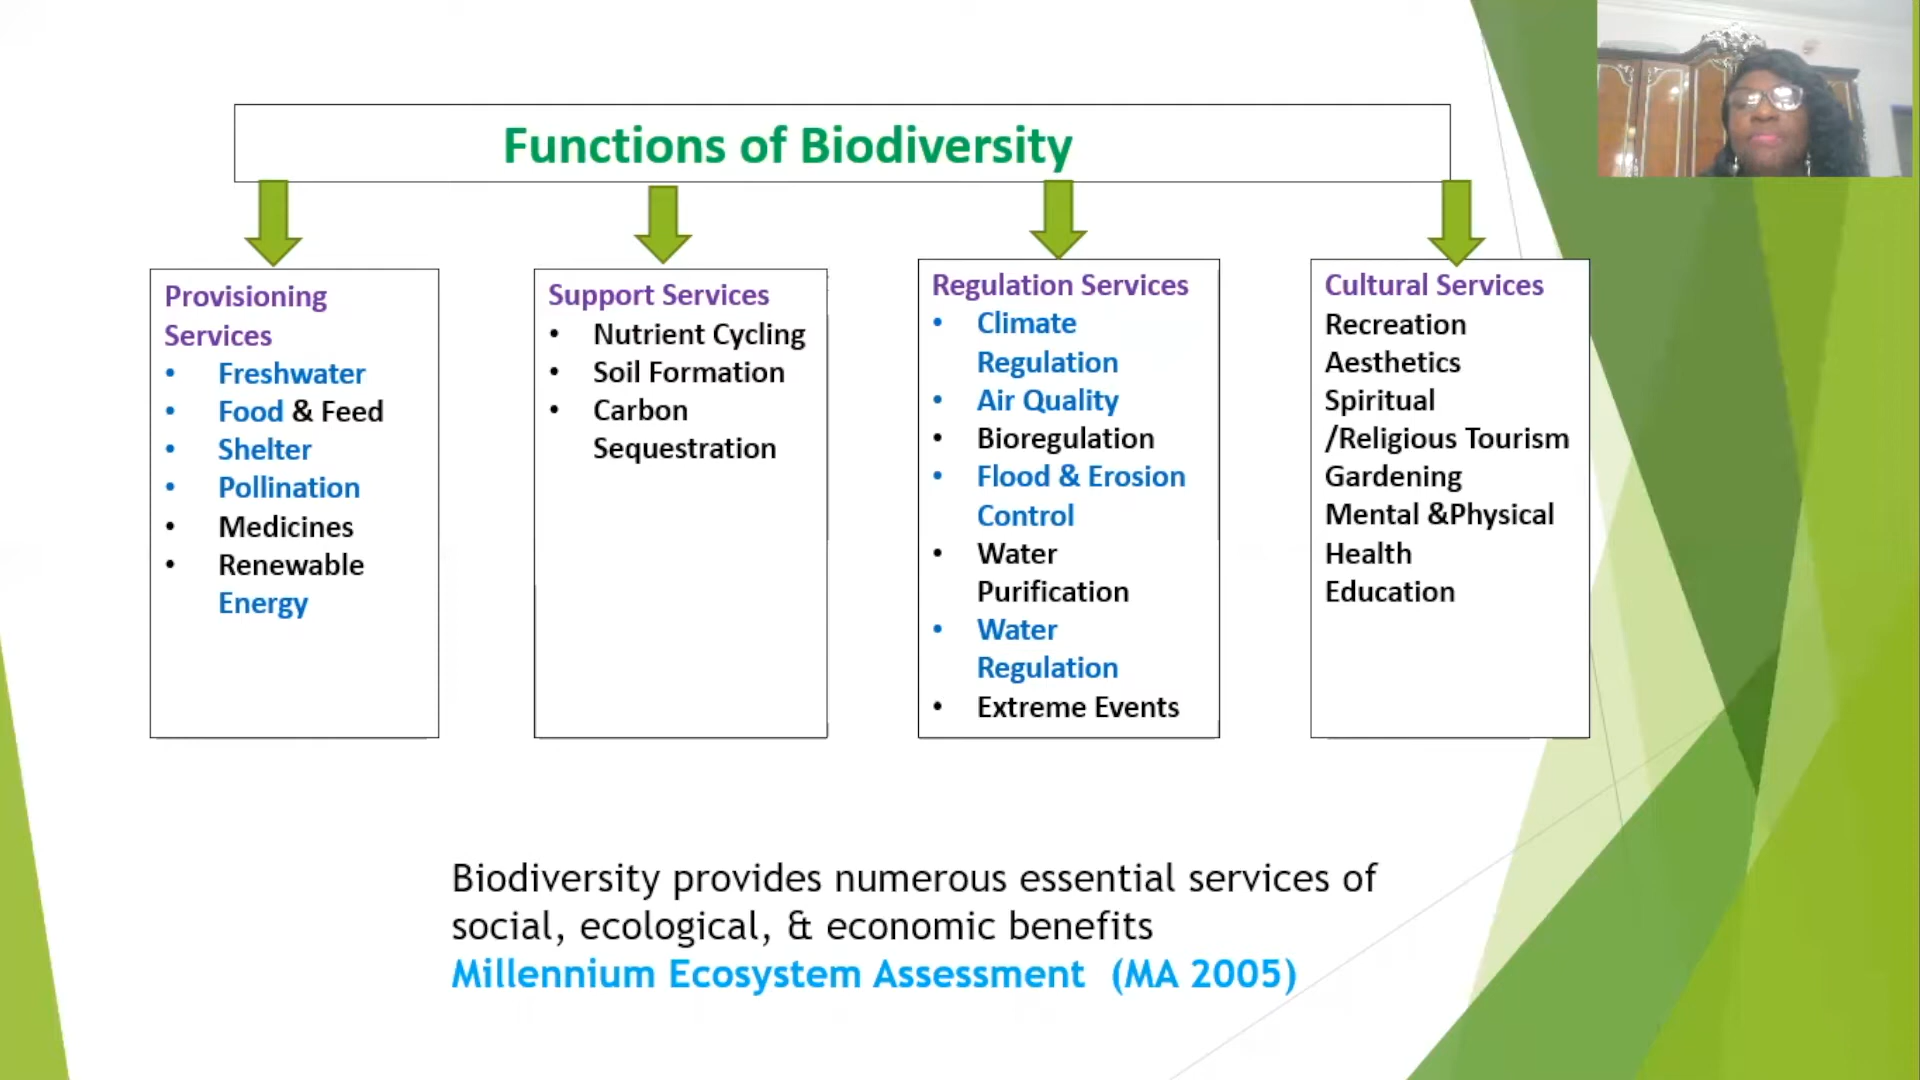 Functions of Biodiversity
Provisioning
Services
• Freshwater
• Food & Feed
• Shelter
• Pollination
• Medicines
• Renewable
Energy
Support Services
• Nutrient Cycling
• Soil Formation
• Carbon
Sequestration
Regulation Services
• Climate
Regulation
• Air Quality
• Bioregulation
• Flood & Erosion
Control
• Water
Purification
• Water
Regulation
• Extreme Events
Cultural Services
Recreation
Aesthetics
Spiritual
/Religious Tourism
Gardening
Mental &Physical
Health
Education
Biodiversity provides numerous essential services of
social, ecological, & economic benefits
Millennium Ecosystem Assessment (MA 2005)